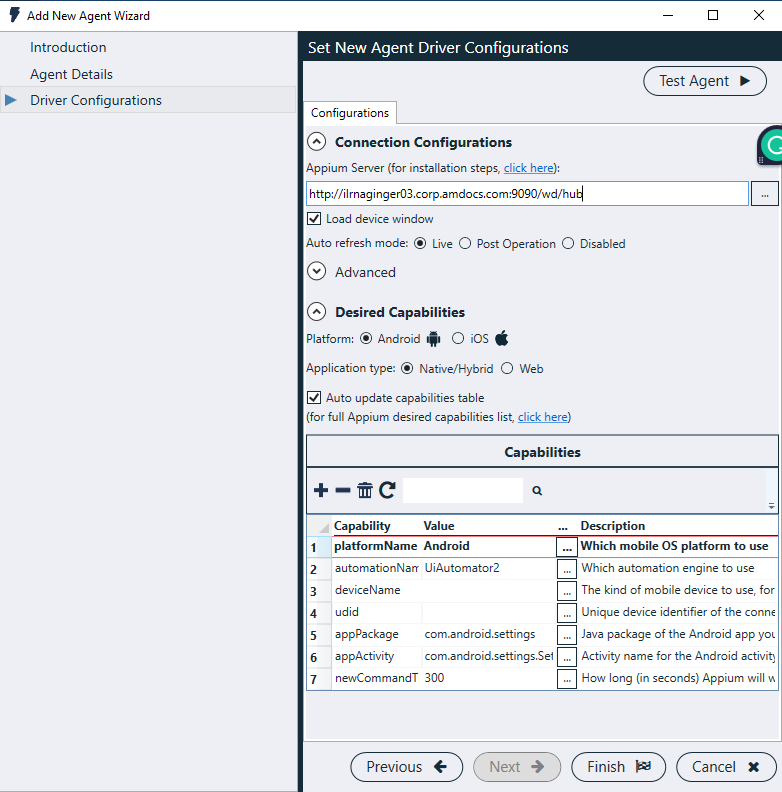 Add New Agent Wizard
Introduction
Agent Details
Driver Configurations
Set New Agent Driver Configurations
Test Agent
Configurations
Connection Configurations
Appium Server (for installation steps, click here):
http://ilrnaginger03.corp.amdocs.com:9090/wd/hub
...
Load device window
Auto refresh mode: Live Post Operation Disabled
Advanced
Desired Capabilities
Platform: Android iOS
Application type: Native/Hybrid Web
Auto update capabilities table
(for full Appium desired capabilities list, click here)
Capabilities
Capability Value ... Description
1 platformName Android ... Which mobile OS platform to use
2 automationNam UiAutomator2 ... Which automation engine to use
3 deviceName ... The kind of mobile device to use, for
4 udid ... Unique device identifier of the conne
5 appPackage com.android.settings ... Java package of the Android app you
6 appActivity com.android.settings.Set ... Activity name for the Android activity
7 newCommandT 300 ... How long (in seconds) Appium will w
Previous Next Finish Cancel